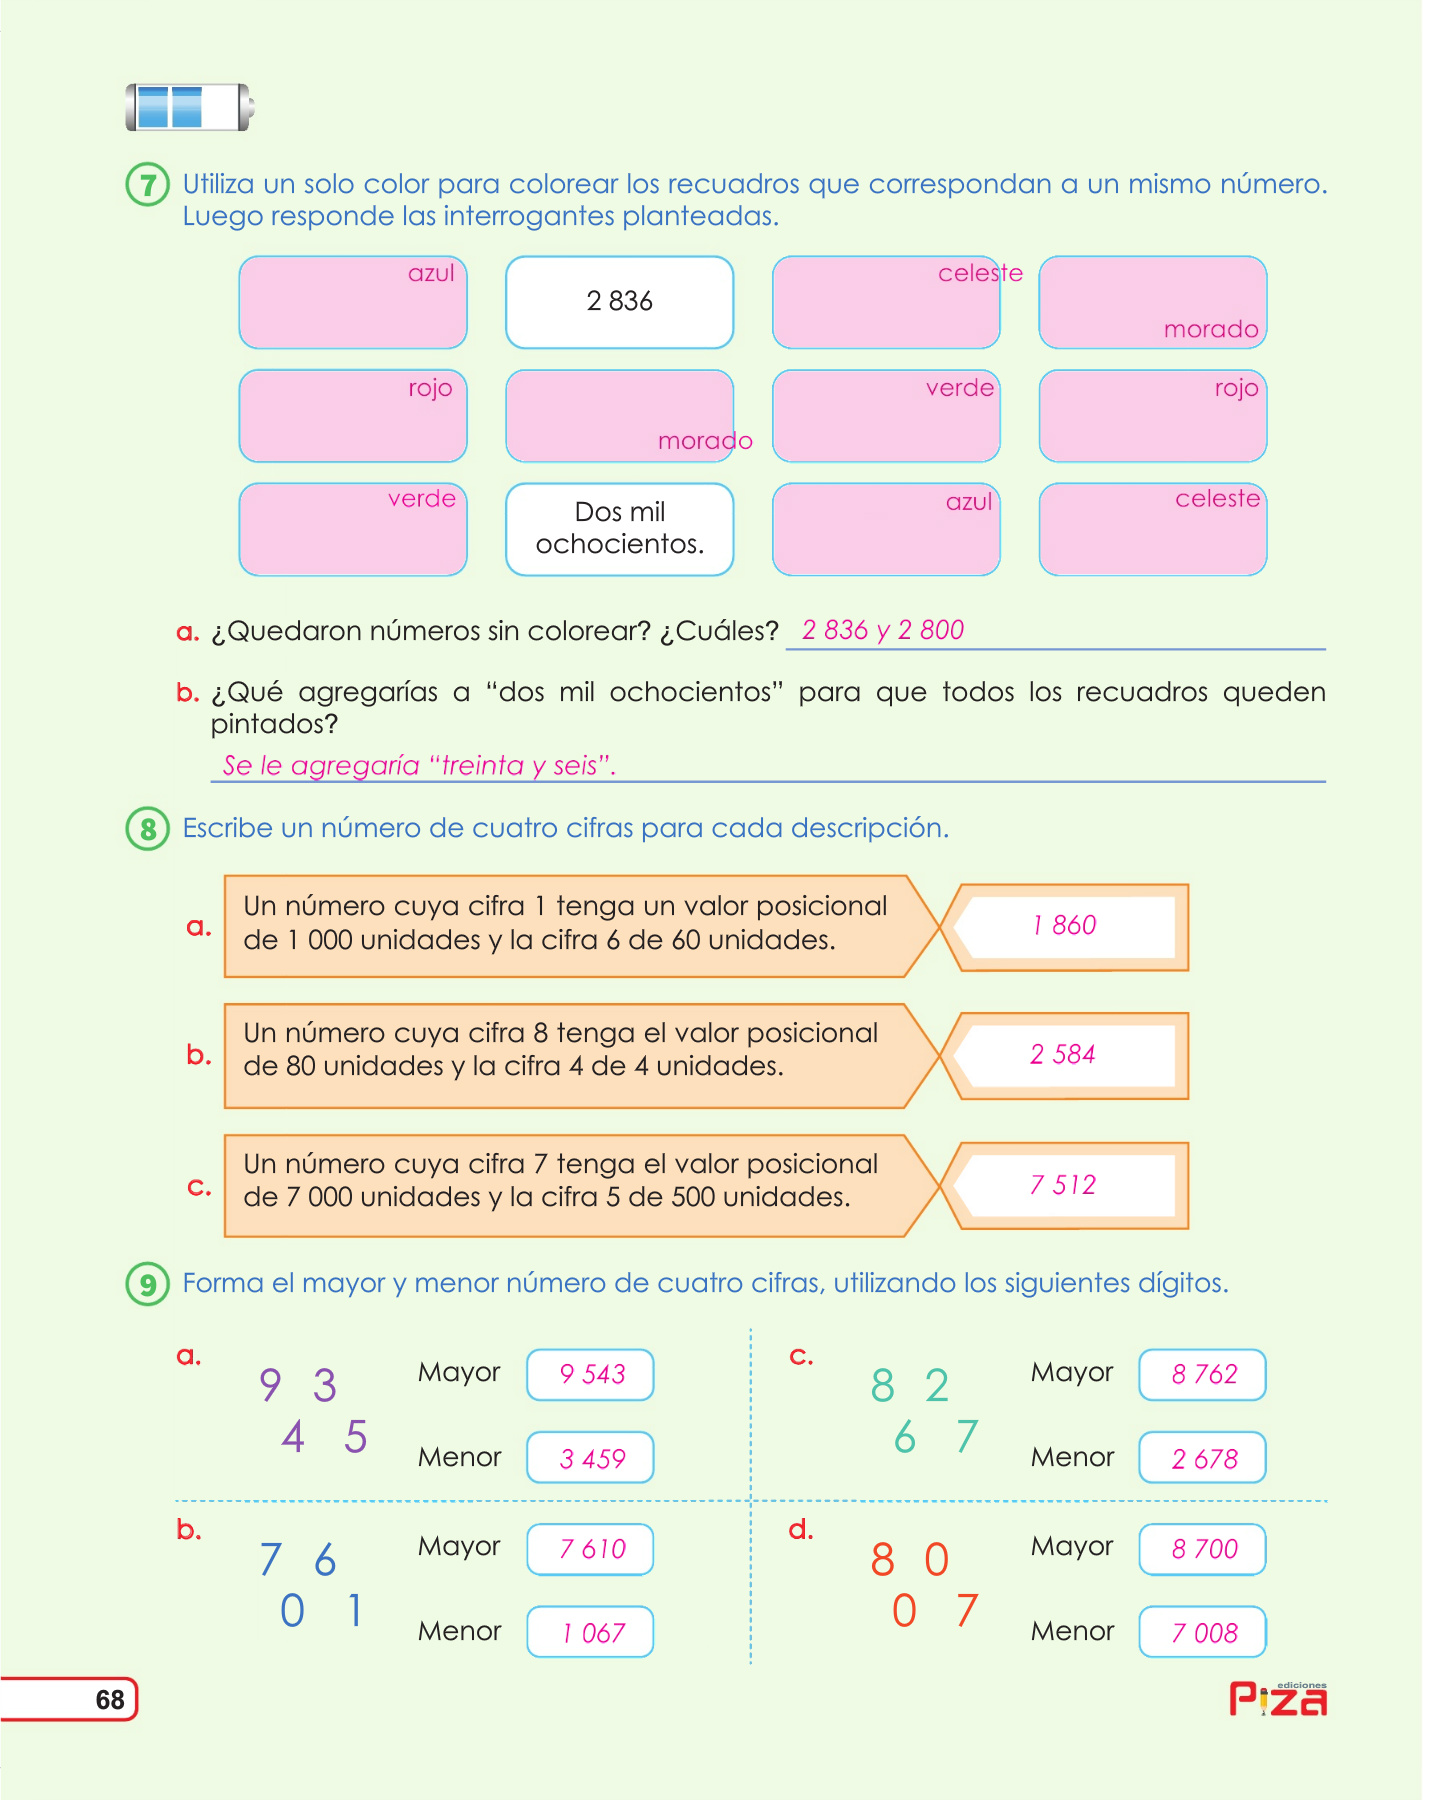 7 Utiliza un solo color para colorear los recuadros que correspondan a un mismo número.
Luego responde las interrogantes planteadas.
azul
2 836
celeste
morado
rojo
morado
verde
rojo
verde
Dos mil
ochocientos.
azul
celeste
a. ¿Quedaron números sin colorear? ¿Cuáles? 2 836 y 2 800
b. ¿Qué agregarías a “dos mil ochocientos” para que todos los recuadros queden
pintados?
Se le agregaría “treinta y seis”.
8 Escribe un número de cuatro cifras para cada descripción.
a. Un número cuya cifra 1 tenga un valor posicional
de 1 000 unidades y la cifra 6 de 60 unidades.
1 860
b. Un número cuya cifra 8 tenga el valor posicional
de 80 unidades y la cifra 4 de 4 unidades.
2 584
c. Un número cuya cifra 7 tenga el valor posicional
de 7 000 unidades y la cifra 5 de 500 unidades.
7 512
9 Forma el mayor y menor número de cuatro cifras, utilizando los siguientes dígitos.
a.
9 3
4 5
Mayor 9 543
Menor 3 459
c.
8 2
6 7
Mayor 8 762
Menor 2 678
b.
7 6
0 1
Mayor 7 610
Menor 1 067
d.
8 0
0 7
Mayor 8 700
Menor 7 008
68
ediciones
Piza